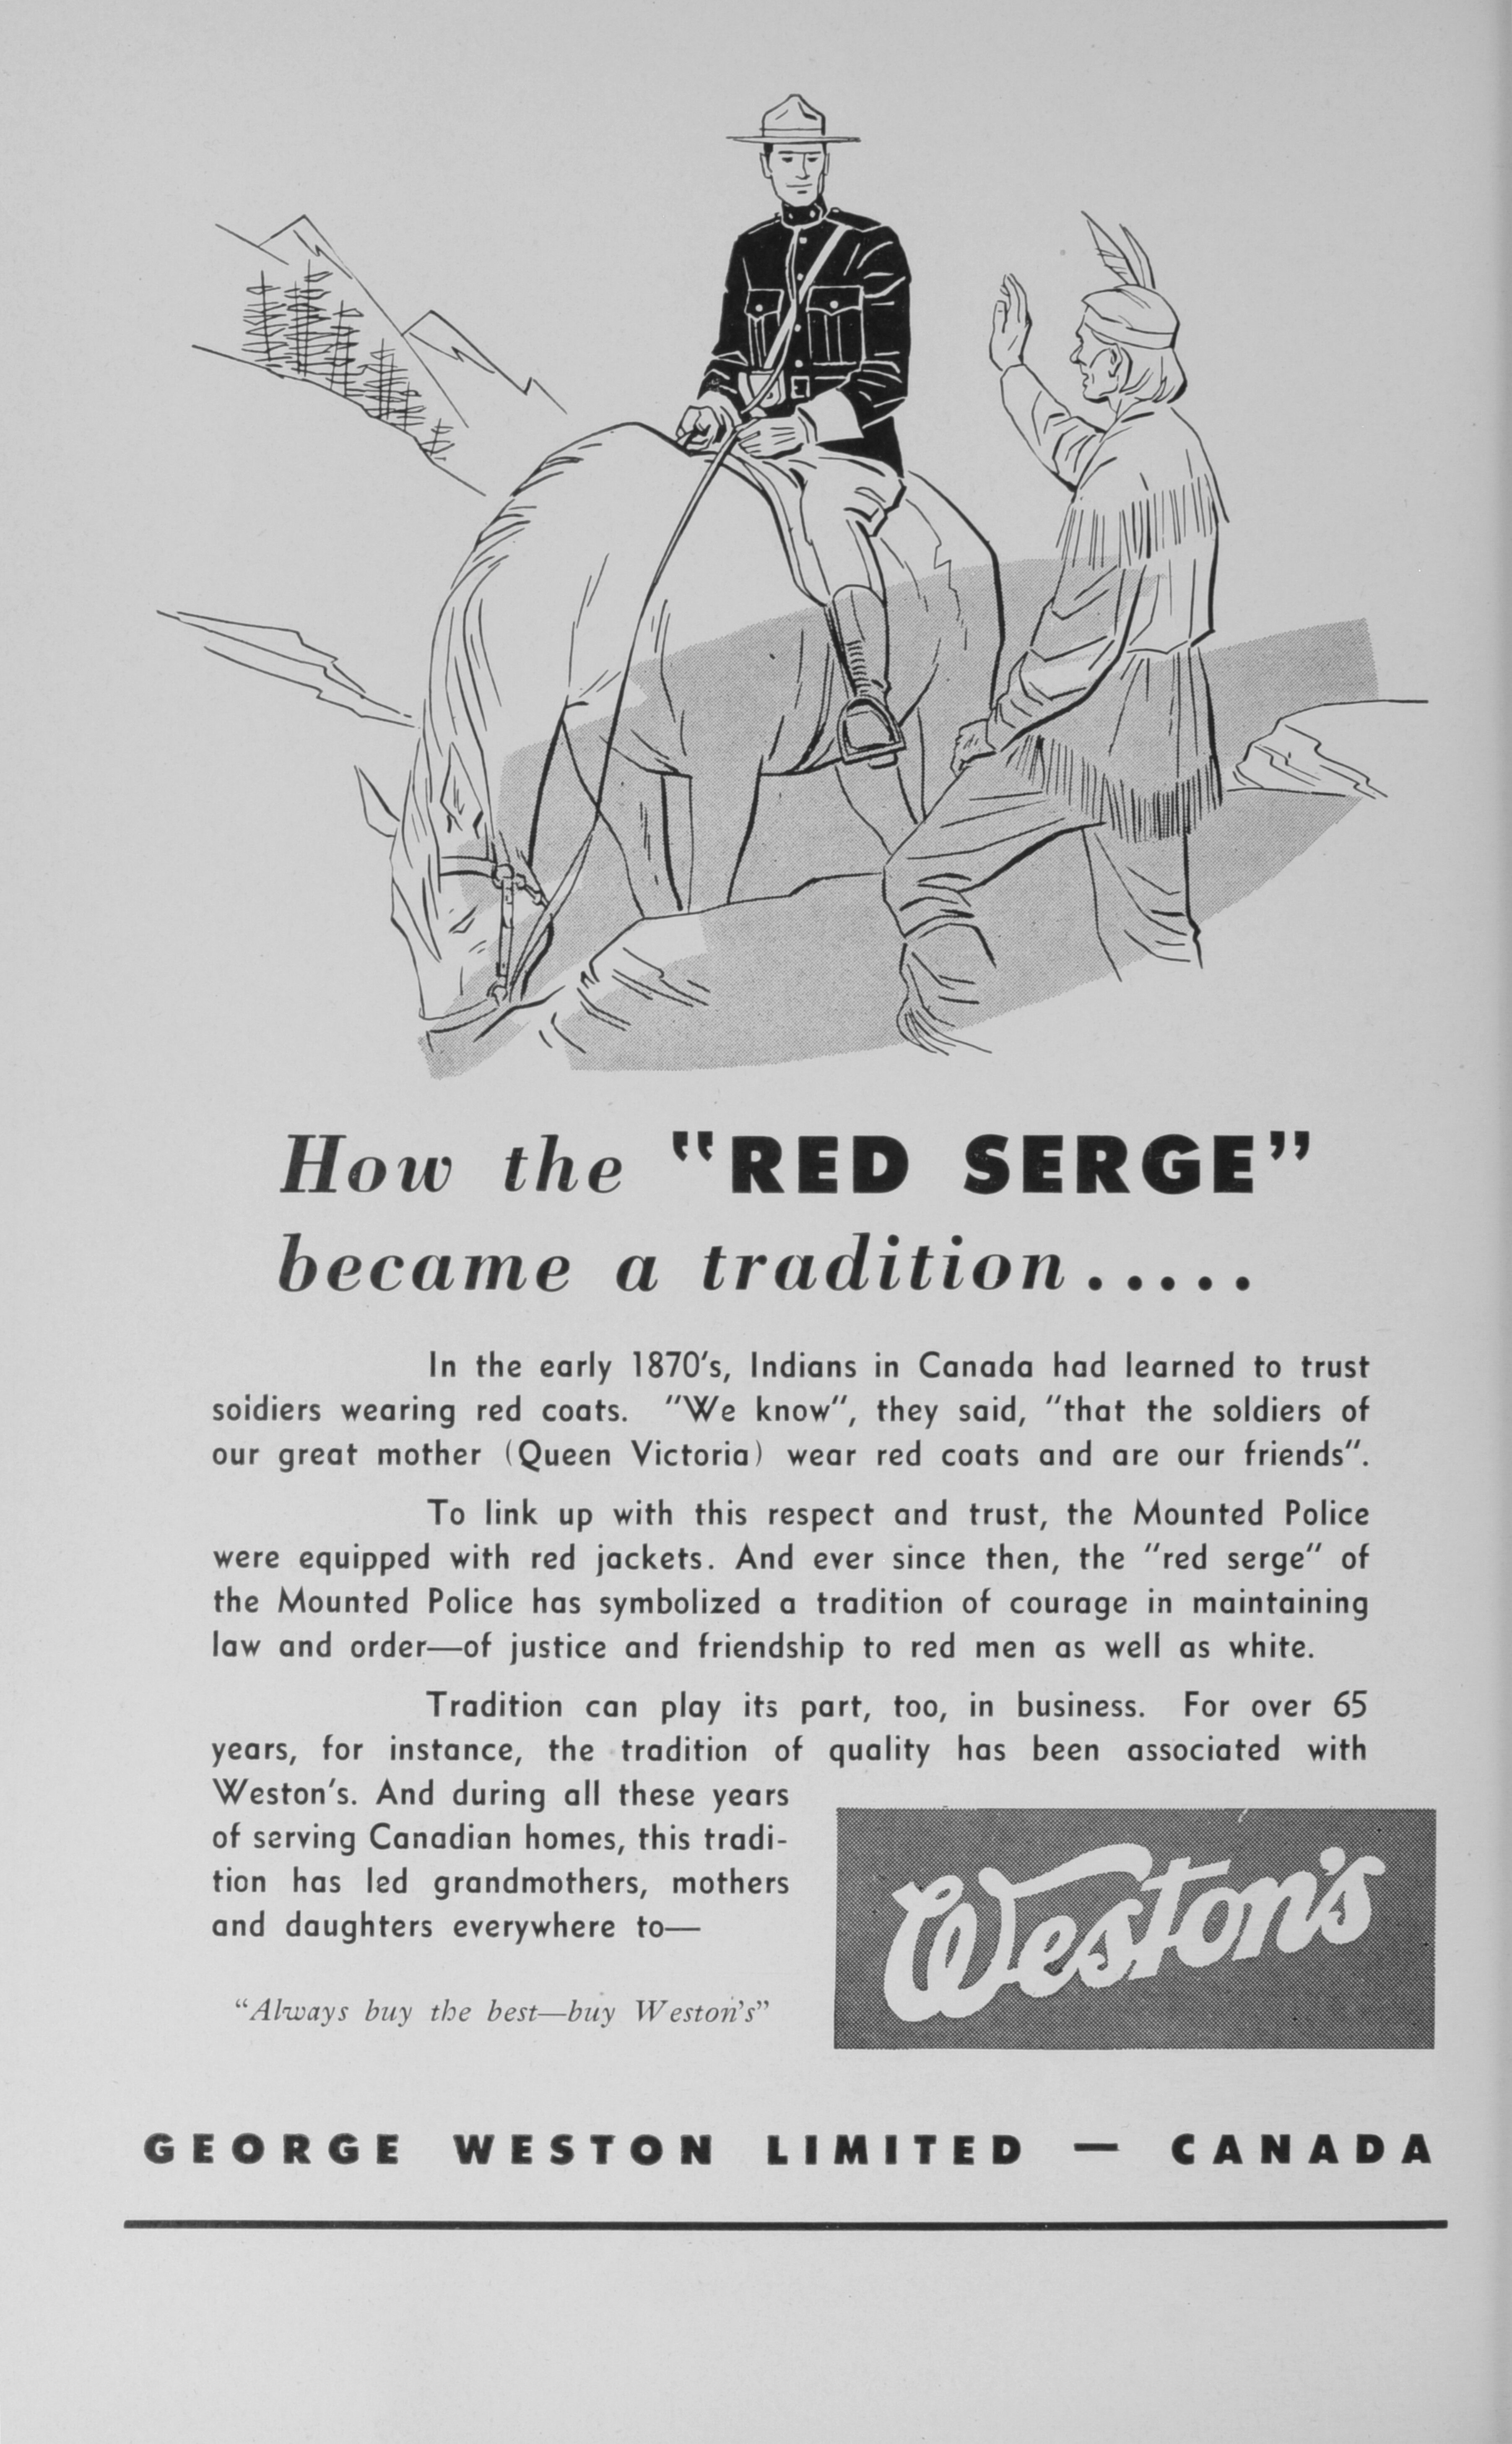 How the "RED SERGE"
became a tradition.....
In the early 1870's, Indians in Canada had learned to trust
soidiers wearing red coats. "We know", they said, "that the soldiers of
our great mother (Queen Victoria) wear red coats and are our friends".
To link up with this respect and trust, the Mounted Police
were equipped with red jackets. And ever since then, the "red serge" of
the Mounted Police has symbolized a tradition of courage in maintaining
law and order—of justice and friendship to red men as well as white.
Tradition can play its part, too, in business. For over 65
years, for instance, the tradition of quality has been associated with
Weston's. And during all these years
of serving Canadian homes, this tradi-
tion has led grandmothers, mothers
and daughters everywhere to—
"Always buy the best—buy Weston's"
Weston's
GEORGE WESTON LIMITED — CANADA